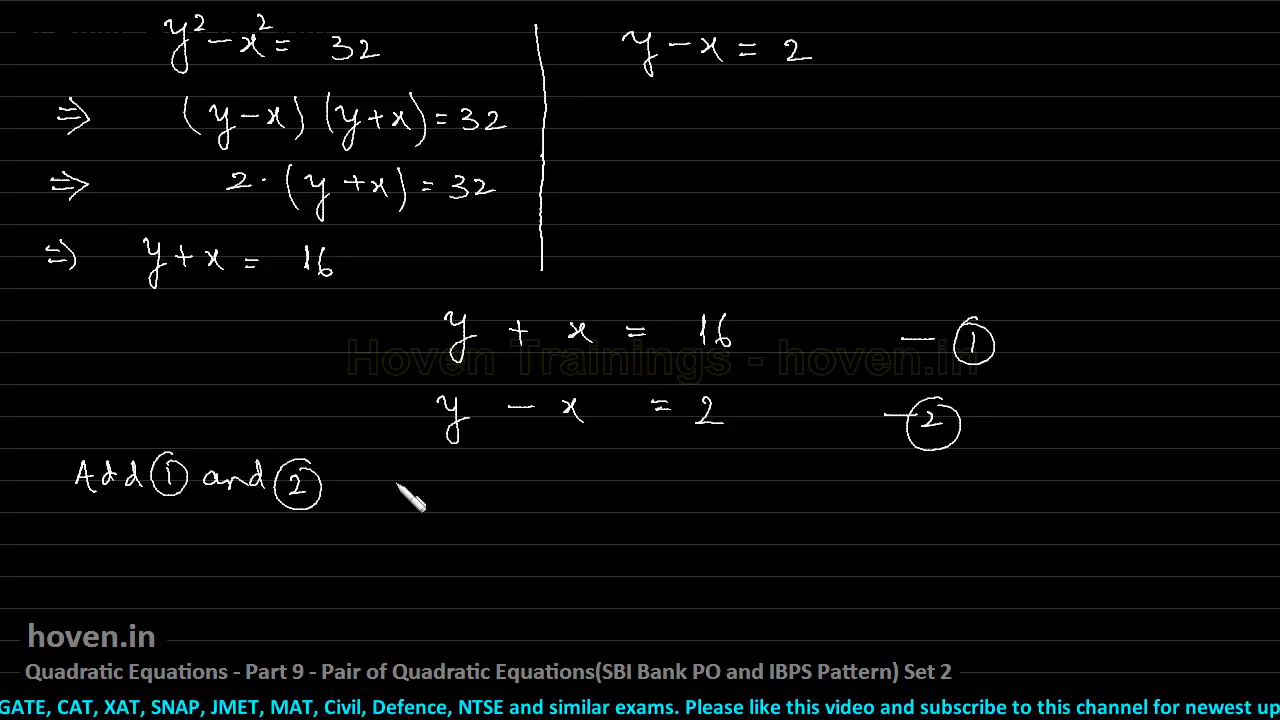 y² - x² = 32
y - x = 2
⇒ (y - x) (y + x) = 32
⇒ 2 · (y + x) = 32
⇒ y + x = 16
y + x = 16 — ①
Hoven Trainings - hoven.in
y - x = 2 — ②
Add ① and ②
hoven.in
Quadratic Equations - Part 9 - Pair of Quadratic Equations(SBI Bank PO and IBPS Pattern) Set 2
GATE, CAT, XAT, SNAP, JMET, MAT, Civil, Defence, NTSE and similar exams. Please like this video and subscribe to this channel for newest up